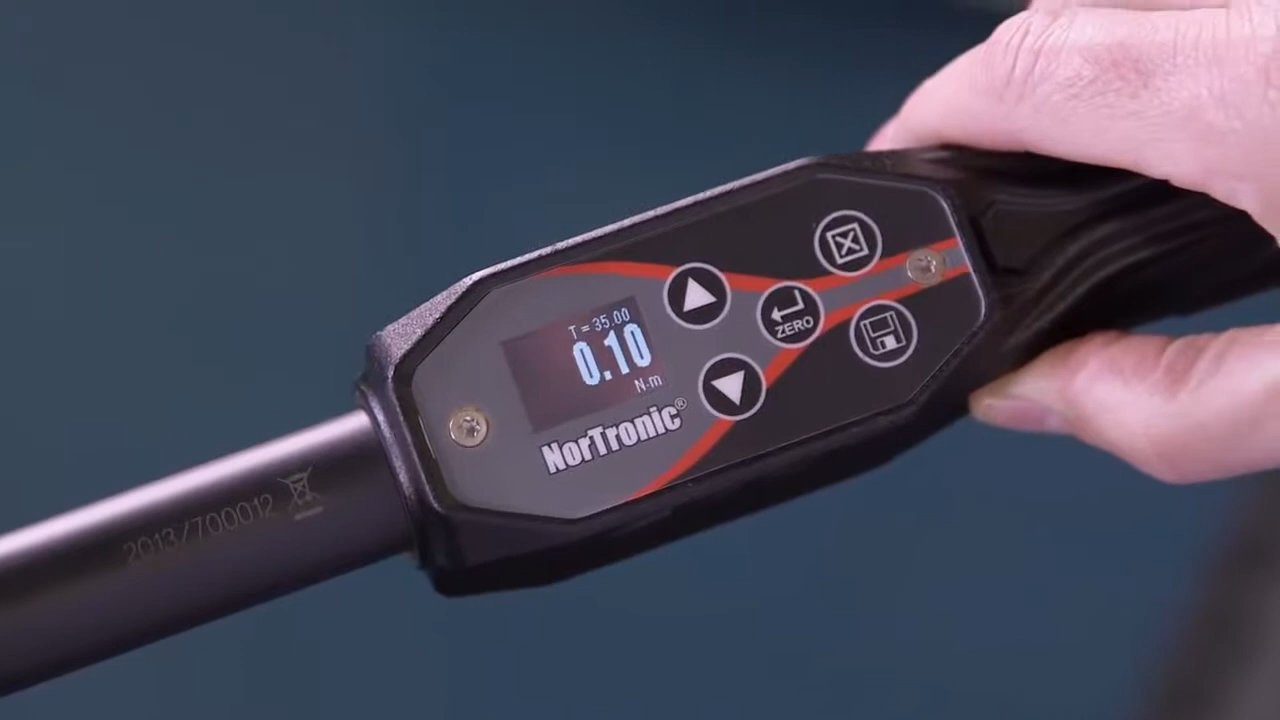 T = 35.00
0.10
N·m
NorTronic®
ZERO
2013/700012